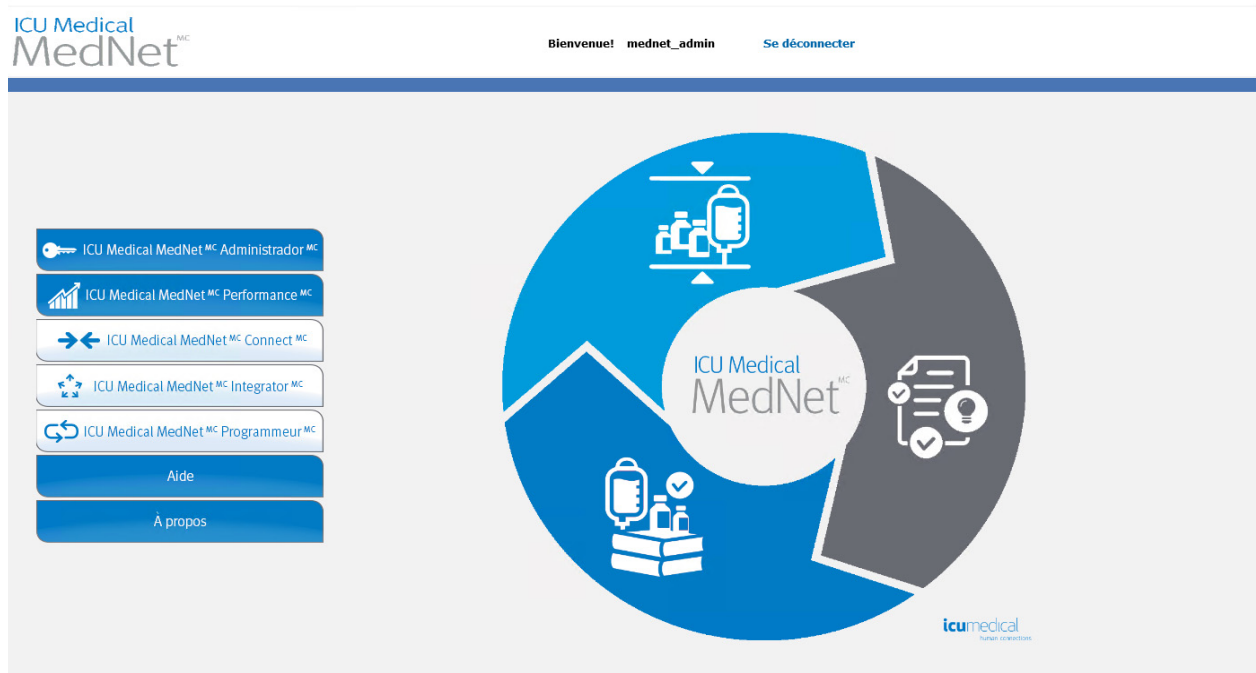 ICU Medical
MedNet MC
Bienvenue! mednet_admin Se déconnecter
ICU Medical MedNet MC Administrador MC
ICU Medical MedNet MC Performance MC
ICU Medical MedNet MC Connect MC
ICU Medical MedNet MC Integrator MC
ICU Medical MedNet MC Programmeur MC
Aide
À propos
ICU Medical
MedNet MC
icumedical
human connections